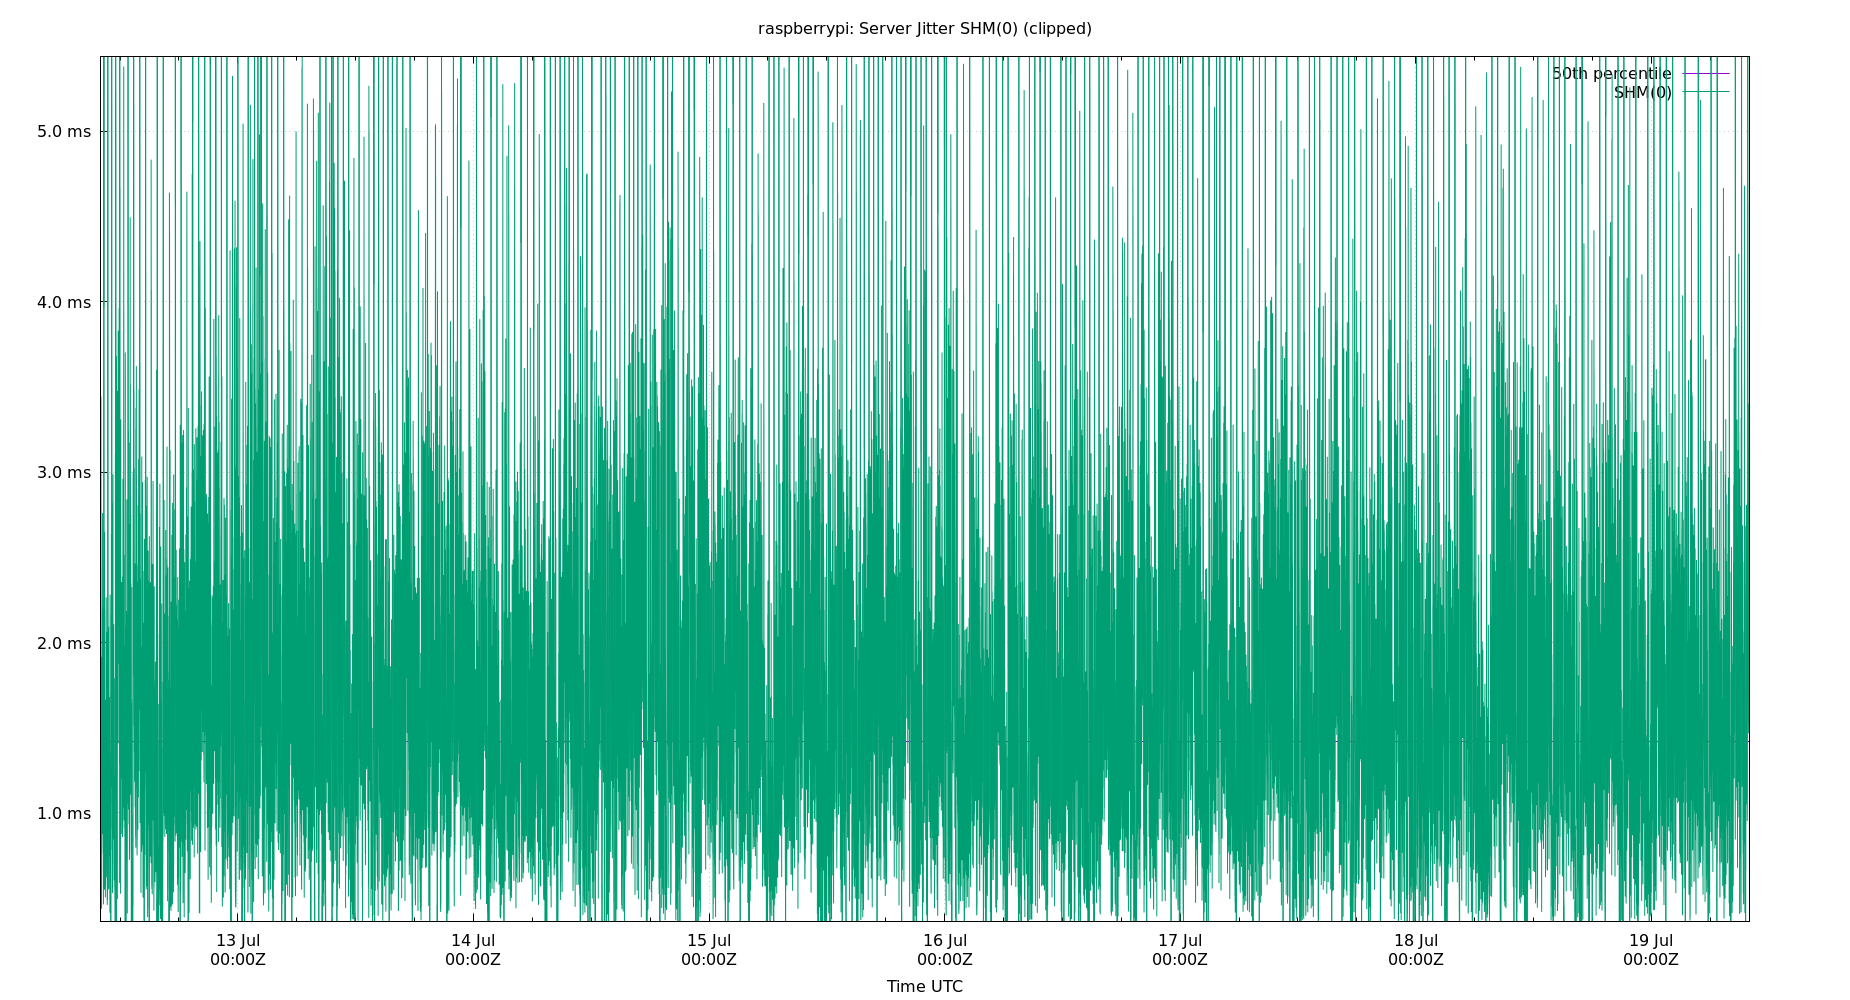 raspberrypi: Server Jitter SHM(0) (clipped)
50th percentile
SHM(0)
5.0 ms
4.0 ms
3.0 ms
2.0 ms
1.0 ms
13 Jul 14 Jul 15 Jul 16 Jul 17 Jul 18 Jul 19 Jul
00:00Z 00:00Z 00:00Z 00:00Z 00:00Z 00:00Z 00:00Z
Time UTC